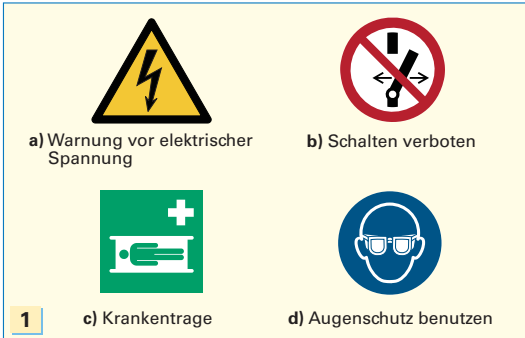 a) Warnung vor elektrischer
Spannung
b) Schalten verboten
c) Krankentrage
d) Augenschutz benutzen
1